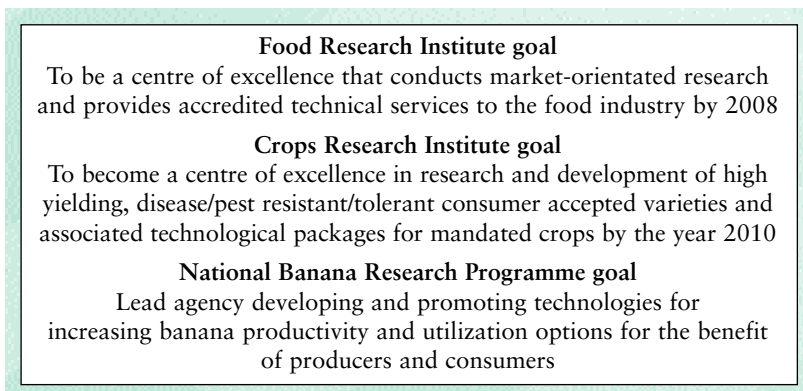 Food Research Institute goal
To be a centre of excellence that conducts market-orientated research
and provides accredited technical services to the food industry by 2008
Crops Research Institute goal
To become a centre of excellence in research and development of high
yielding, disease/pest resistant/tolerant consumer accepted varieties and
associated technological packages for mandated crops by the year 2010
National Banana Research Programme goal
Lead agency developing and promoting technologies for
increasing banana productivity and utilization options for the benefit
of producers and consumers